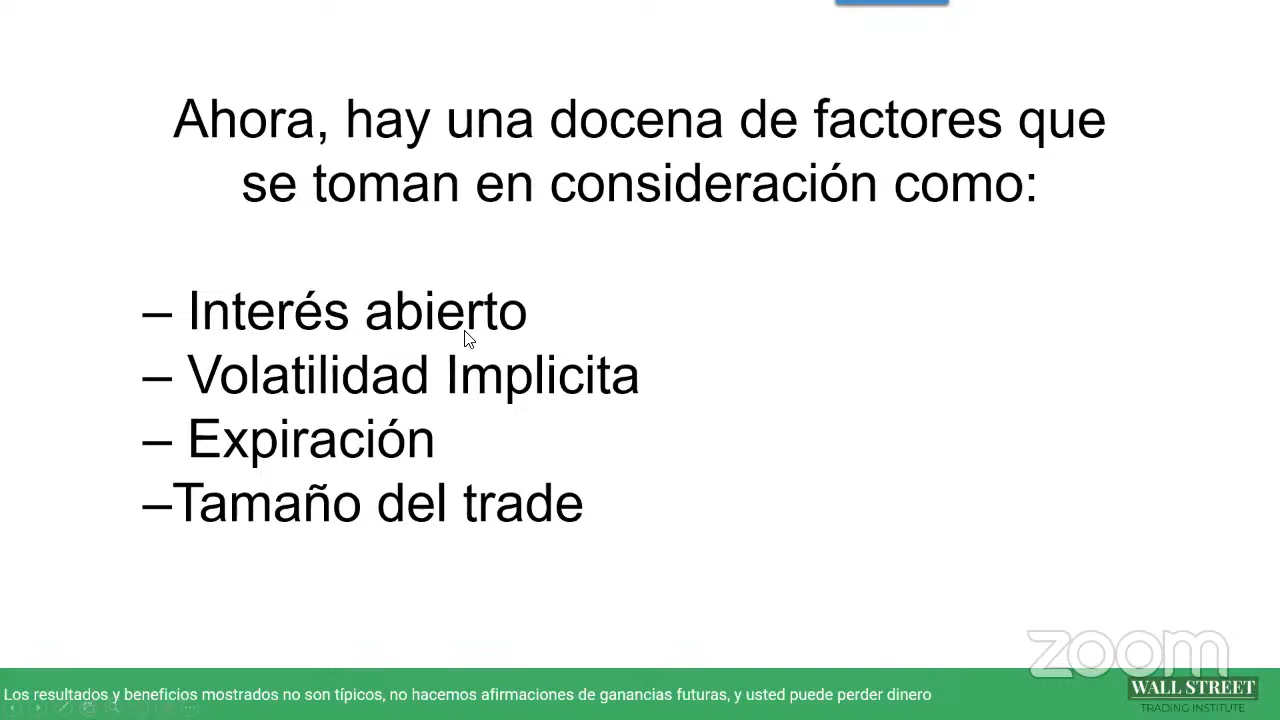 Ahora, hay una docena de factores que
se toman en consideración como:
– Interés abierto
– Volatilidad Implicita
– Expiración
–Tamaño del trade
zoom
Los resultados y beneficios mostrados no son típicos, no hacemos afirmaciones de ganancias futuras, y usted puede perder dinero
WALL STREET
TRADING INSTITUTE